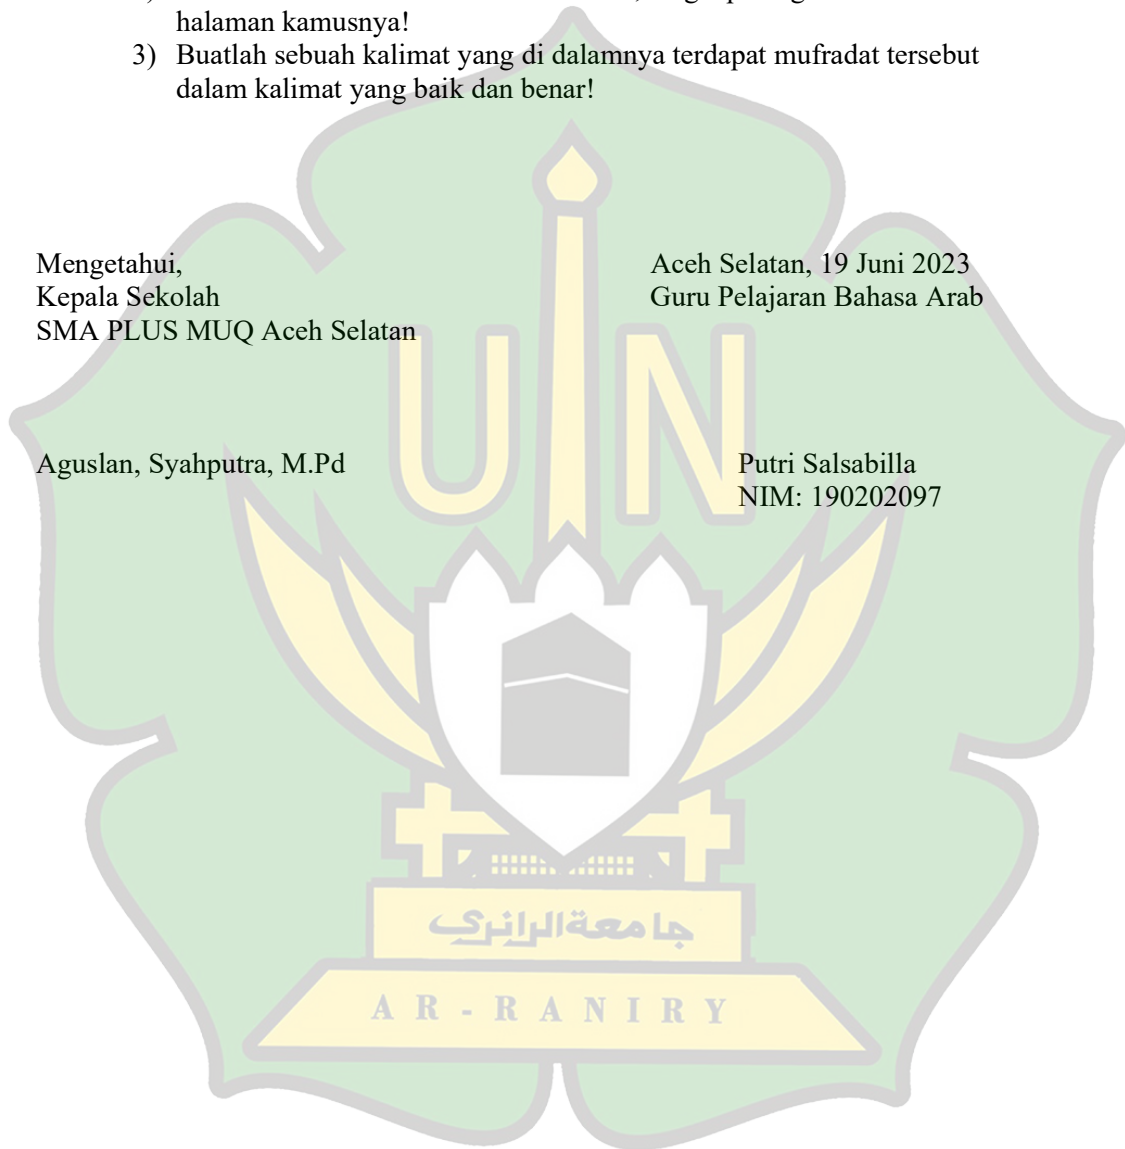 halaman kamusnya!
3) Buatlah sebuah kalimat yang di dalamnya terdapat mufradat tersebut
dalam kalimat yang baik dan benar!
Mengetahui,
Kepala Sekolah
SMA PLUS MUQ Aceh Selatan
Aceh Selatan, 19 Juni 2023
Guru Pelajaran Bahasa Arab
Aguslan, Syahputra, M.Pd
Putri Salsabilla
NIM: 190202097
UIN
جامعة الرانري
AR-RANIRY